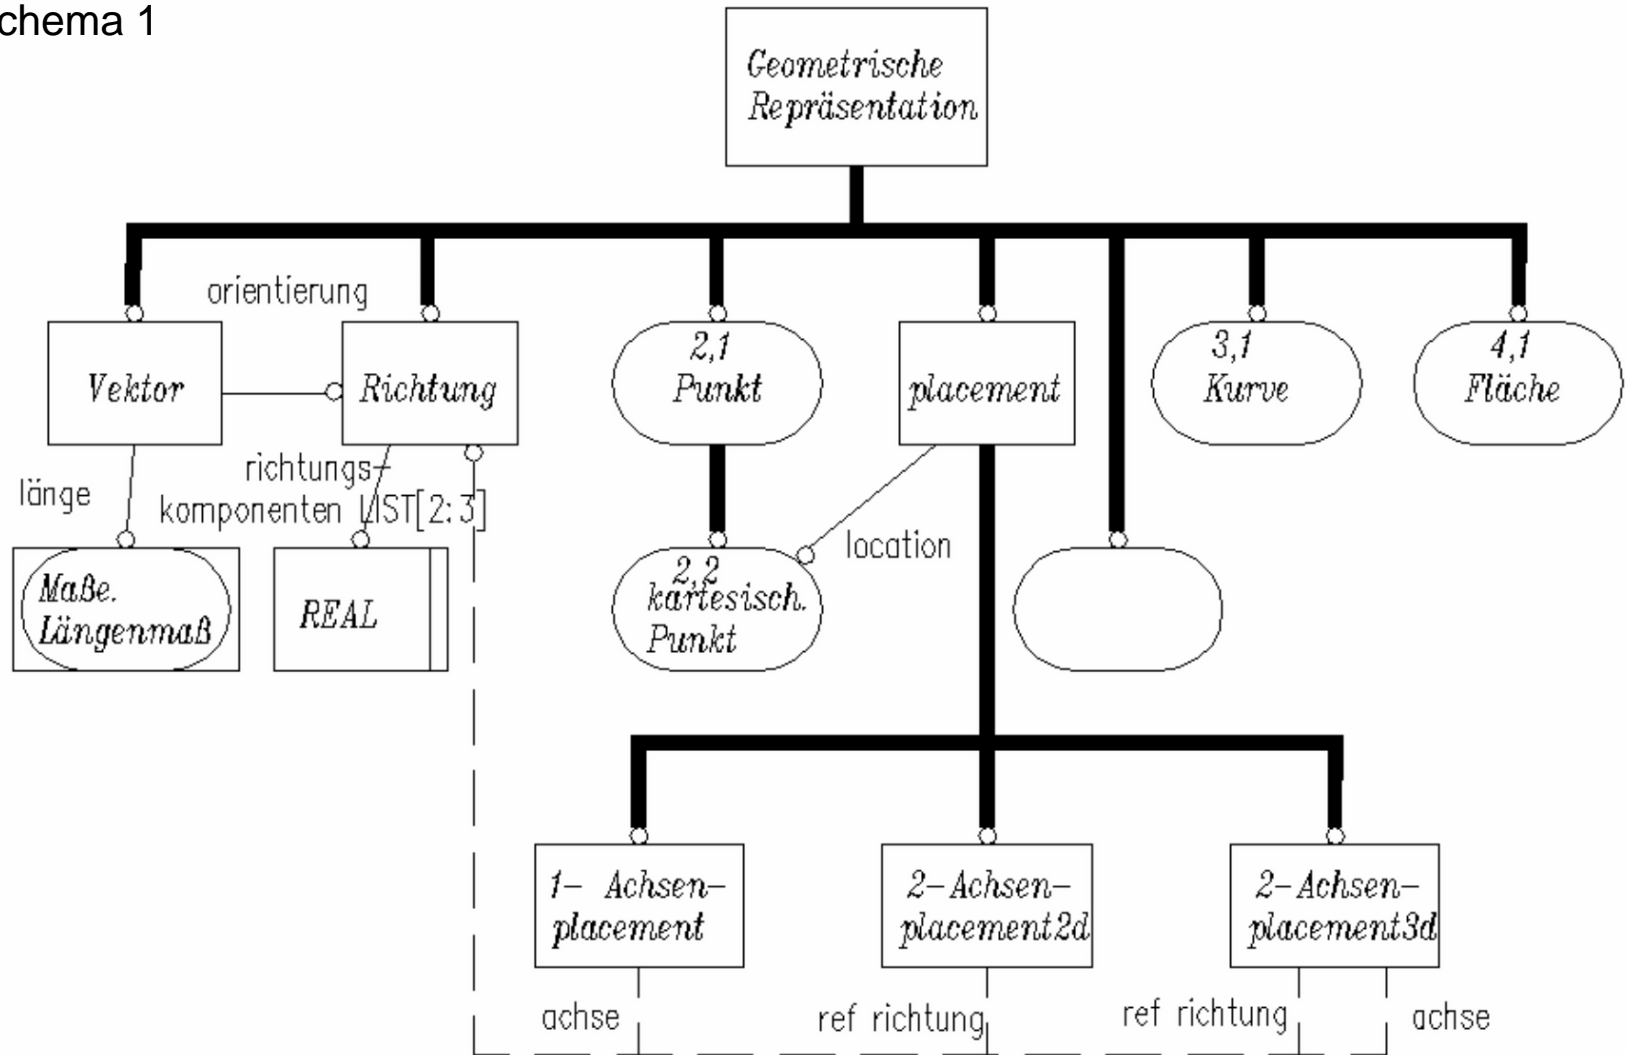 chema 1
Geometrische
Repräsentation
orientierung
Vektor
Richtung
2,1
Punkt
placement
3,1
Kurve
4,1
Fläche
länge
richtungs-
komponenten LIST[2:3]
Maße.
Längenmaß
REAL
2,2
kartesisch.
Punkt
location
1- Achsen-
placement
2-Achsen-
placement2d
2-Achsen-
placement3d
achse
ref richtung
ref richtung
achse